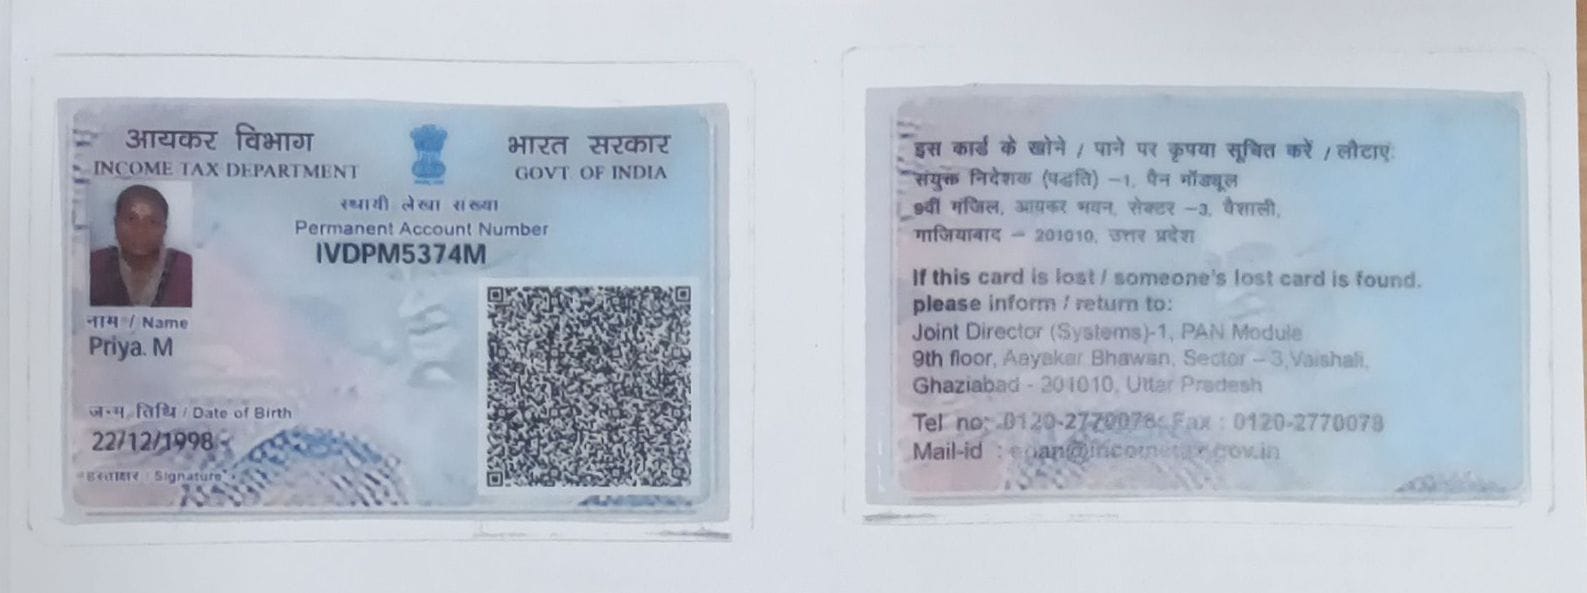 आयकर विभाग
INCOME TAX DEPARTMENT
भारत सरकार
GOVT. OF INDIA
स्थायी लेखा संख्या
Permanent Account Number
IVDPM5374M
नाम / Name
Priya. M
जन्म तिथि / Date of Birth
22/12/1998
हस्ताक्षर / Signature
इस कार्ड के खोने / पाने पर कृपया सूचित करें / लौटाएं:
संयुक्त निदेशक (पद्धति) –1, पैन मॉड्यूल
9वीं मंजिल, आयकर भवन, सेक्टर –3, वैशाली,
गाजियाबाद – 201010, उत्तर प्रदेश
If this card is lost / someone's lost card is found.
please inform / return to:
Joint Director (Systems)-1, PAN Module
9th floor, Aayakar Bhawan, Sector – 3, Vaishali,
Ghaziabad - 201010, Uttar Pradesh
Tel no: 0120-2770078 Fax : 0120-2770078
Mail-id :